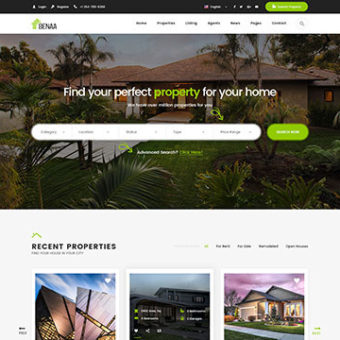 Login Register +1 252-785-6388 English Submit Property
BENAA
Home Properties Listing Agents News Pages Contact
Find your perfect property for your home
We have over million properties for you
Category Location Status Type Price Range SEARCH NOW
Advanced Search? Click Here!
RECENT PROPERTIES
FIND YOUR HOUSE IN YOUR CITY
All For Rent For Sale Remodeled Open Houses
PREV
NEXT